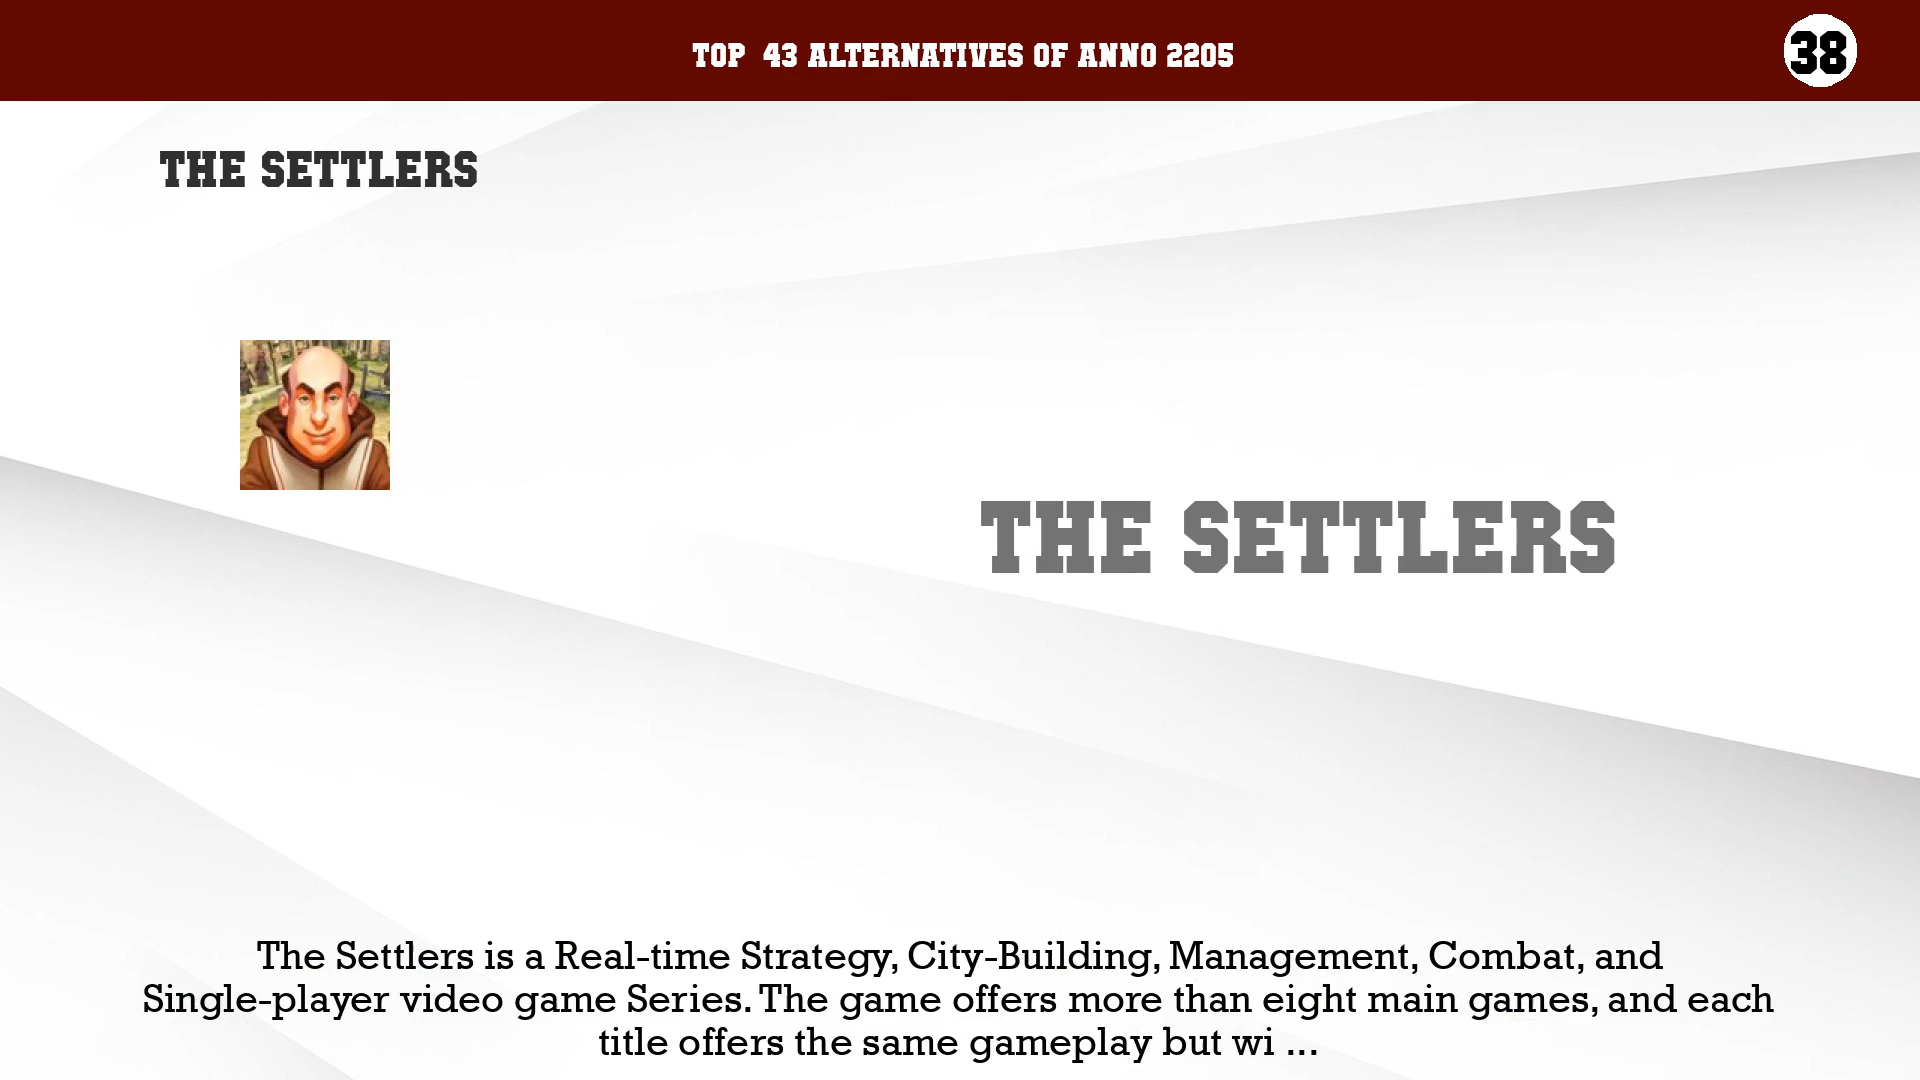 TOP 43 ALTERNATIVES OF ANNO 2205
38
THE SETTLERS
THE SETTLERS
The Settlers is a Real-time Strategy, City-Building, Management, Combat, and
Single-player video game Series. The game offers more than eight main games, and each
title offers the same gameplay but wi ...